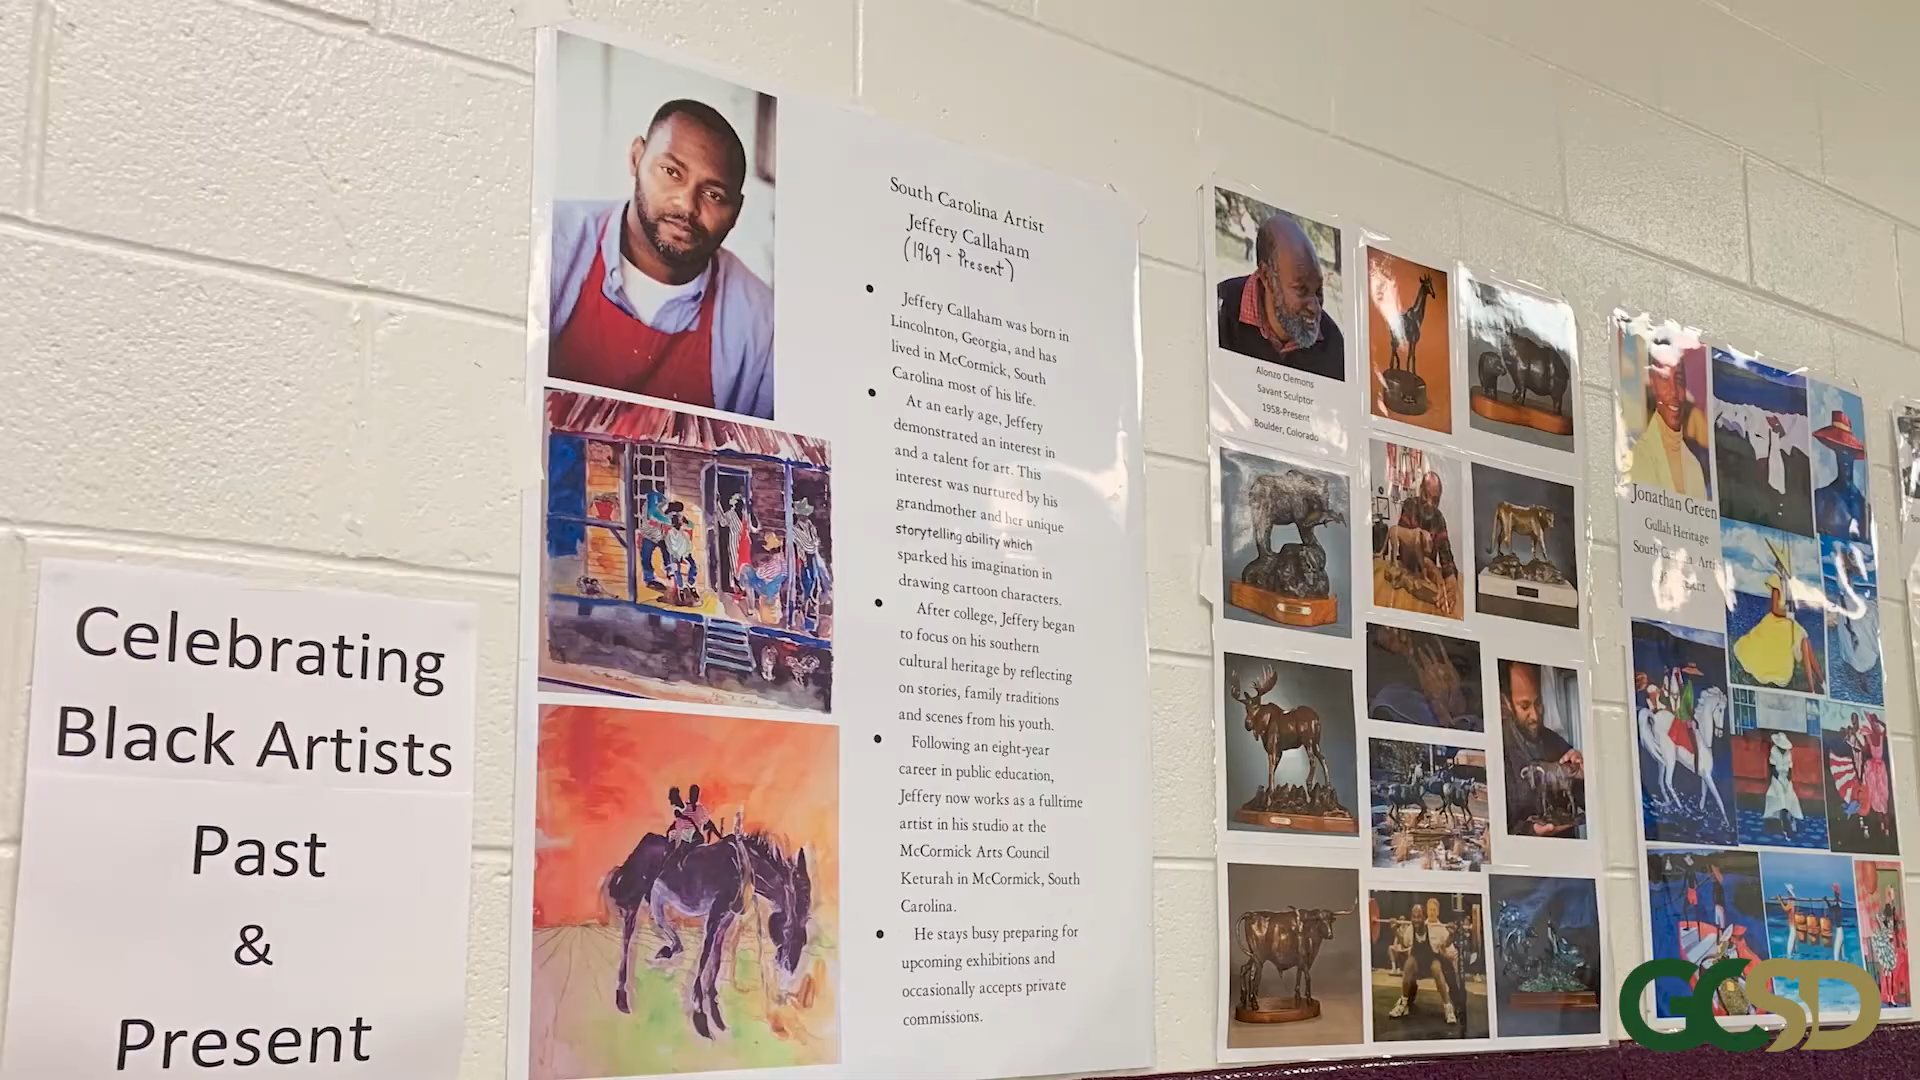 Celebrating
Black Artists
Past
&
Present
South Carolina Artist
Jeffery Callaham
(1969 - Present)
• Jeffery Callaham was born in
Lincolnton, Georgia, and has
lived in McCormick, South
Carolina most of his life.
• At an early age, Jeffery
demonstrated an interest in
and a talent for art. This
interest was nurtured by his
grandmother and her unique
storytelling ability which
sparked his imagination in
drawing cartoon characters.
• After college, Jeffery began
to focus on his southern
cultural heritage by reflecting
on stories, family traditions
and scenes from his youth.
• Following an eight-year
career in public education,
Jeffery now works as a fulltime
artist in his studio at the
McCormick Arts Council
Keturah in McCormick, South
Carolina.
• He stays busy preparing for
upcoming exhibitions and
occasionally accepts private
commissions.
Alonzo Clemons
Savant Sculptor
1958-Present
Boulder, Colorado
Jonathan Green
Gullah Heritage
South
GCSD